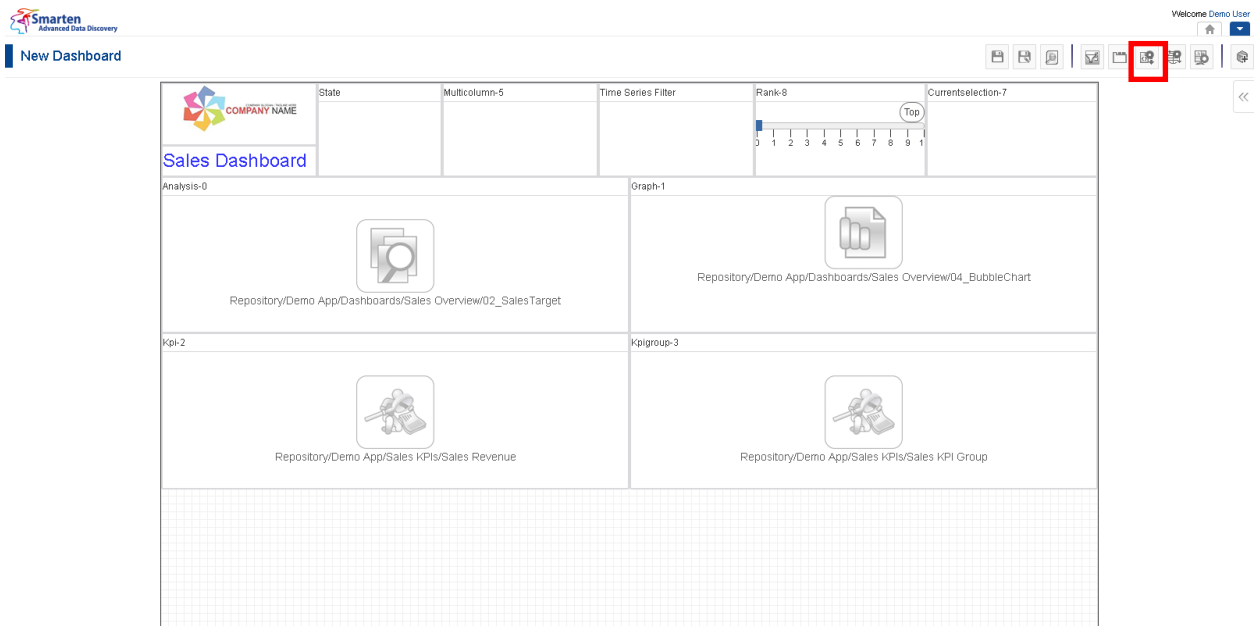 Smarten
Advanced Data Discovery
Welcome Demo User
New Dashboard
COMPANY NAME
Sales Dashboard
State
Multicolumn-5
Time Series Filter
Rank-8
Top
0 1 2 3 4 5 6 7 8 9 1
Currentselection-7
Analysis-0
Repository/Demo App/Dashboards/Sales Overview/02_SalesTarget
Graph-1
Repository/Demo App/Dashboards/Sales Overview/04_BubbleChart
Kpi-2
Repository/Demo App/Sales KPIs/Sales Revenue
Kpigroup-3
Repository/Demo App/Sales KPIs/Sales KPI Group